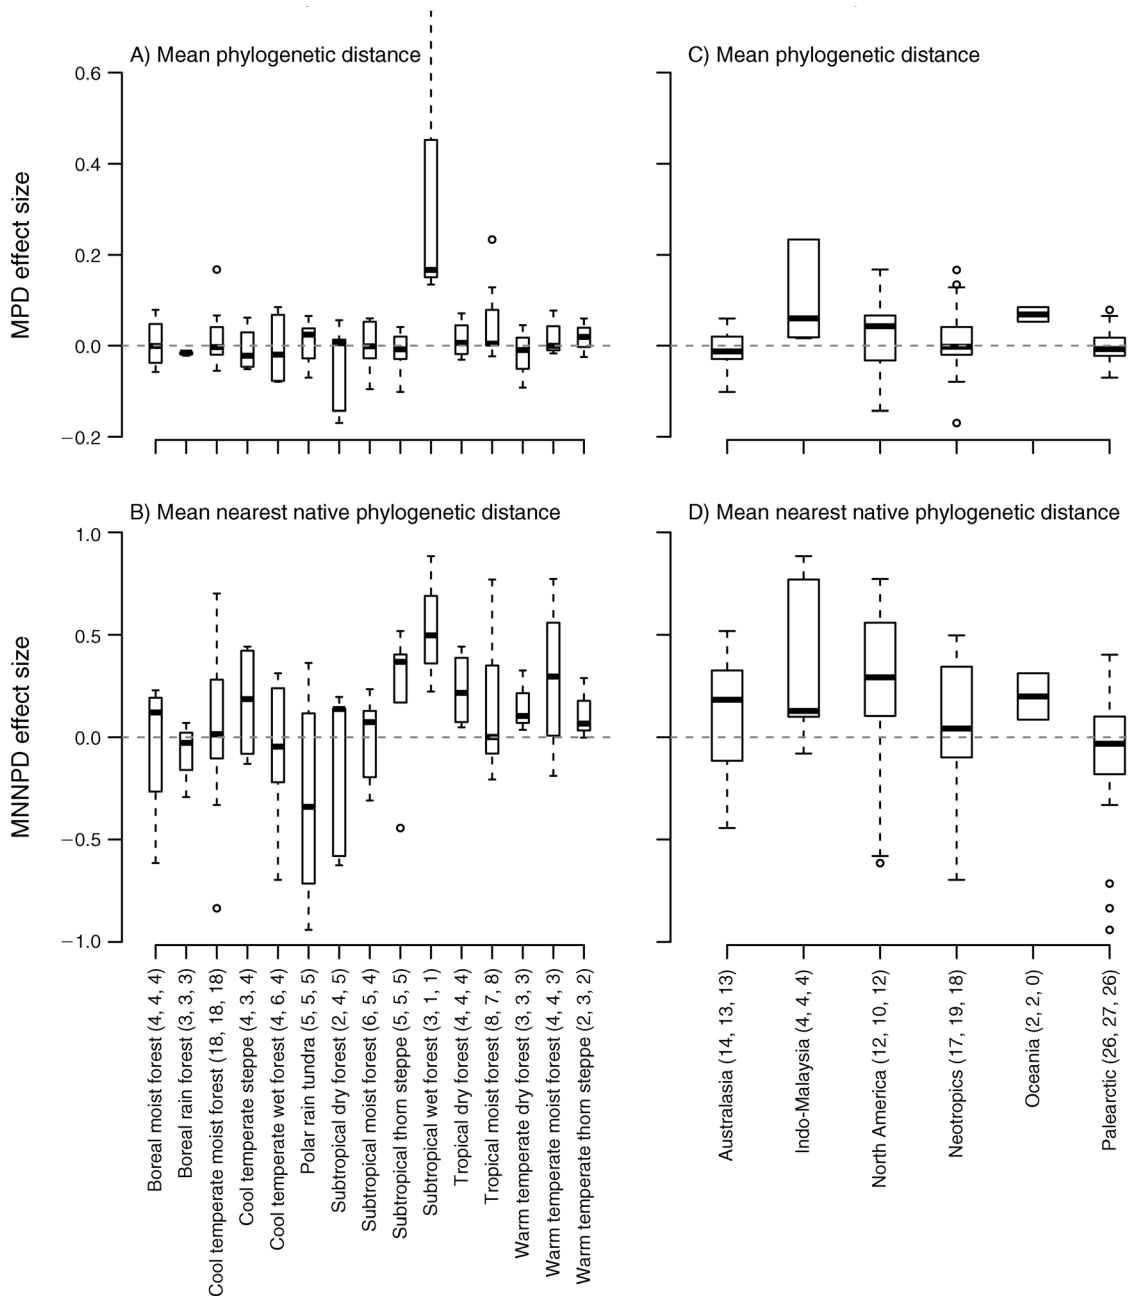 A) Mean phylogenetic distance
C) Mean phylogenetic distance
MPD effect size
0.6
0.4
0.2
0.0
−0.2
B) Mean nearest native phylogenetic distance
D) Mean nearest native phylogenetic distance
MNNPD effect size
1.0
0.5
0.0
−0.5
−1.0
Boreal moist forest (4, 4, 4)
Boreal rain forest (3, 3, 3)
Cool temperate moist forest (18, 18, 18)
Cool temperate steppe (4, 3, 4)
Cool temperate wet forest (4, 6, 4)
Polar rain tundra (5, 5, 5)
Subtropical dry forest (2, 4, 5)
Subtropical moist forest (6, 5, 4)
Subtropical thorn steppe (5, 5, 5)
Subtropical wet forest (3, 1, 1)
Tropical dry forest (4, 4, 4)
Tropical moist forest (8, 7, 8)
Warm temperate dry forest (3, 3, 3)
Warm temperate moist forest (4, 4, 3)
Warm temperate thorn steppe (2, 3, 2)
Australasia (14, 13, 13)
Indo-Malaysia (4, 4, 4)
North America (12, 10, 12)
Neotropics (17, 19, 18)
Oceania (2, 2, 0)
Palearctic (26, 27, 26)